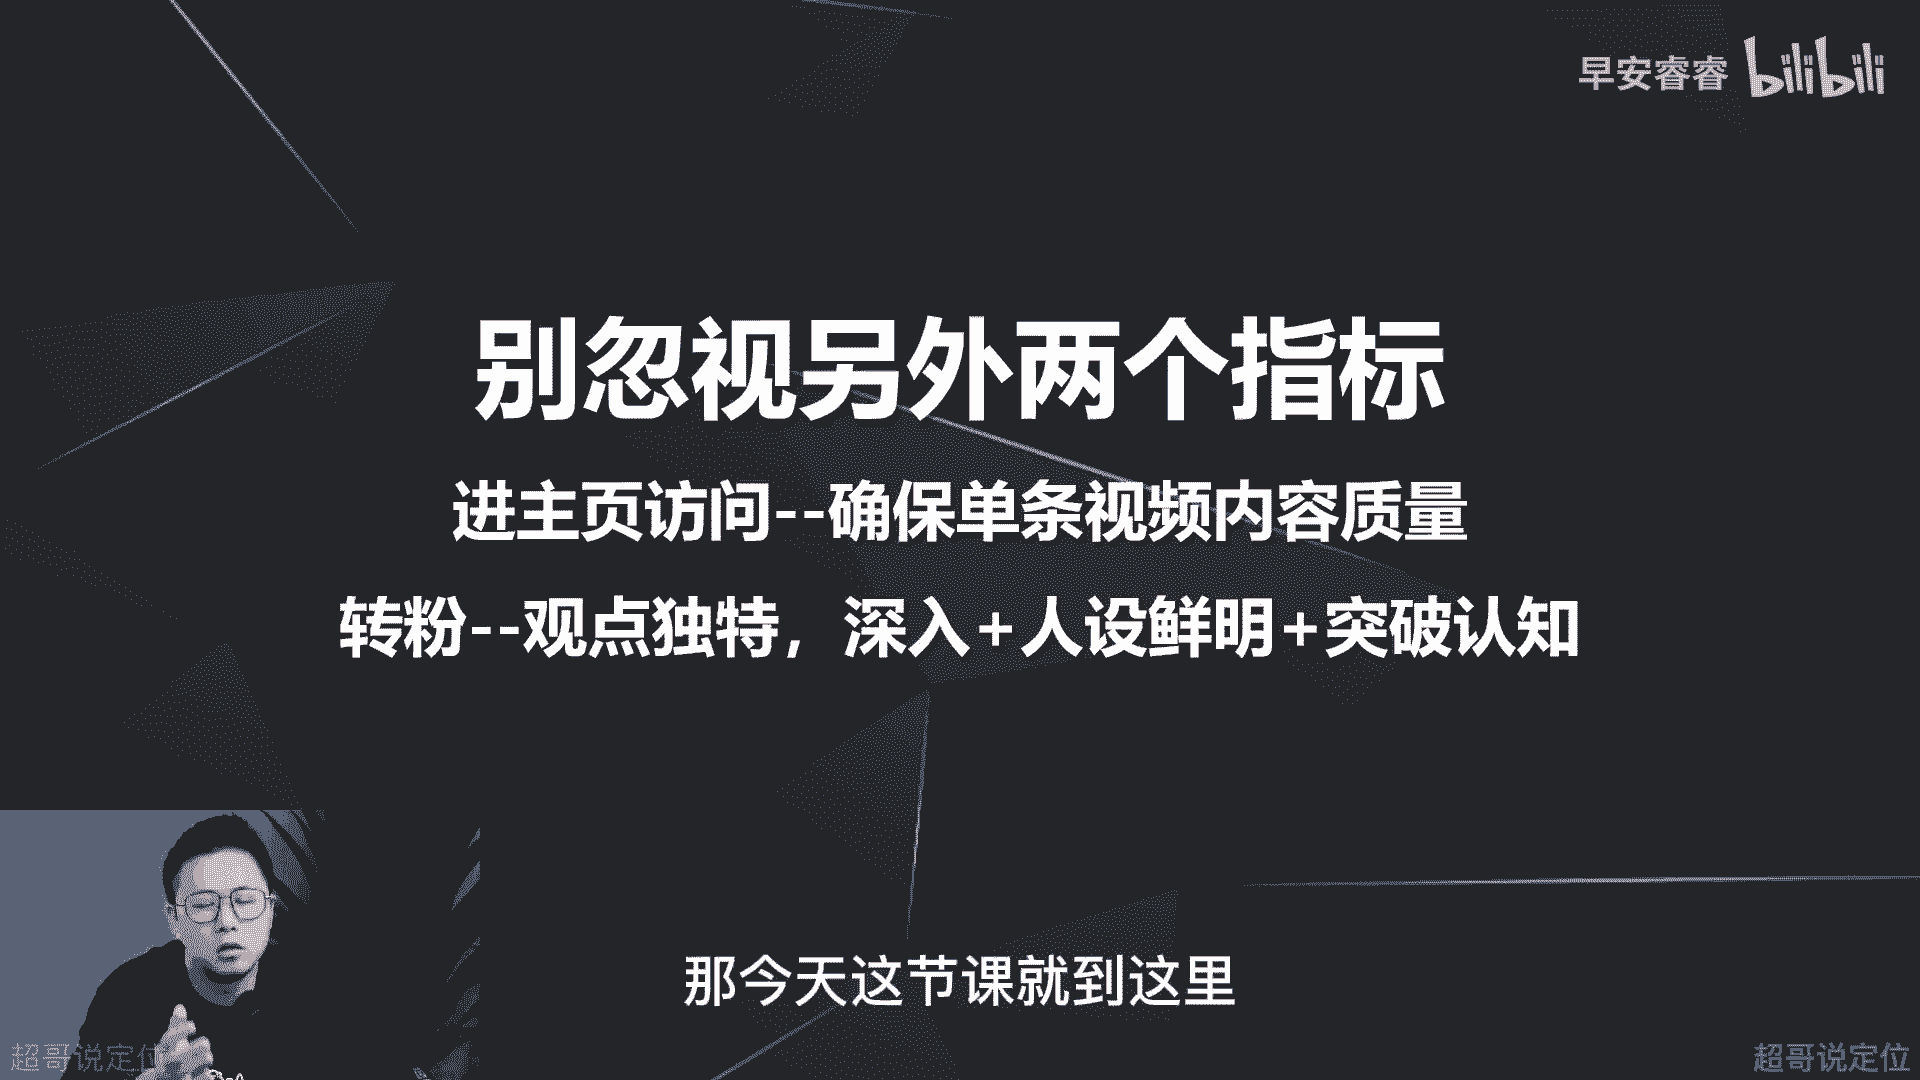 早安睿睿 bilibili
别忽视另外两个指标
进主页访问--确保单条视频内容质量
转粉--观点独特，深入+人设鲜明+突破认知
那今天这节课就到这里
超哥说定位
超哥说定位